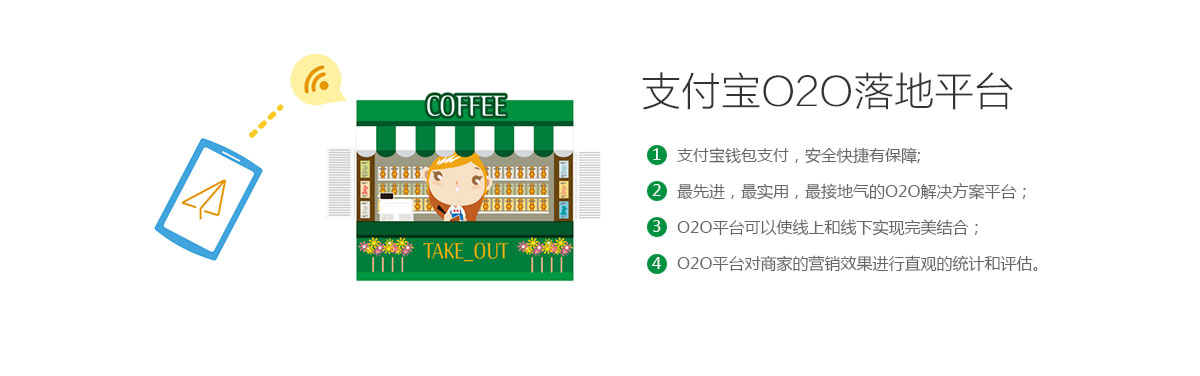 COFFEE
TAKE_OUT
支付宝O2O落地平台
1 支付宝钱包支付，安全快捷有保障;
2 最先进，最实用，最接地气的O2O解决方案平台；
3 O2O平台可以使线上和线下实现完美结合；
4 O2O平台对商家的营销效果进行直观的统计和评估。